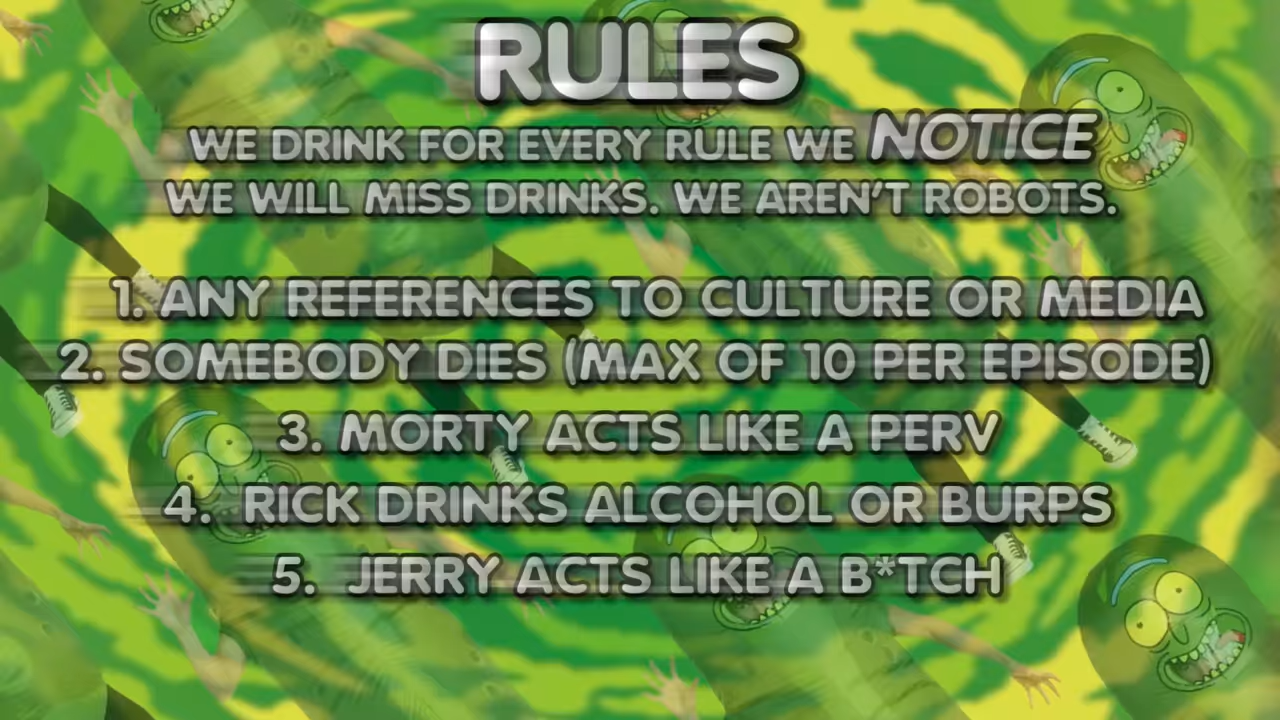 RULES
WE DRINK FOR EVERY RULE WE NOTICE
WE WILL MISS DRINKS. WE AREN'T ROBOTS.
1. ANY REFERENCES TO CULTURE OR MEDIA
2. SOMEBODY DIES (MAX OF 10 PER EPISODE)
3. MORTY ACTS LIKE A PERV
4. RICK DRINKS ALCOHOL OR BURPS
5. JERRY ACTS LIKE A B*TCH